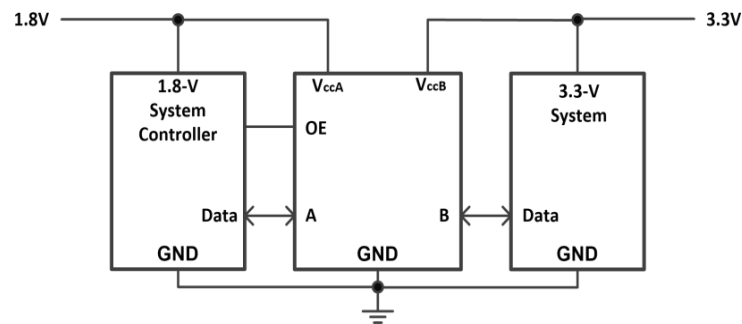 1.8V
3.3V
1.8-V
System
Controller
VccA
VccB
3.3-V
System
OE
Data
A
B
Data
GND
GND
GND